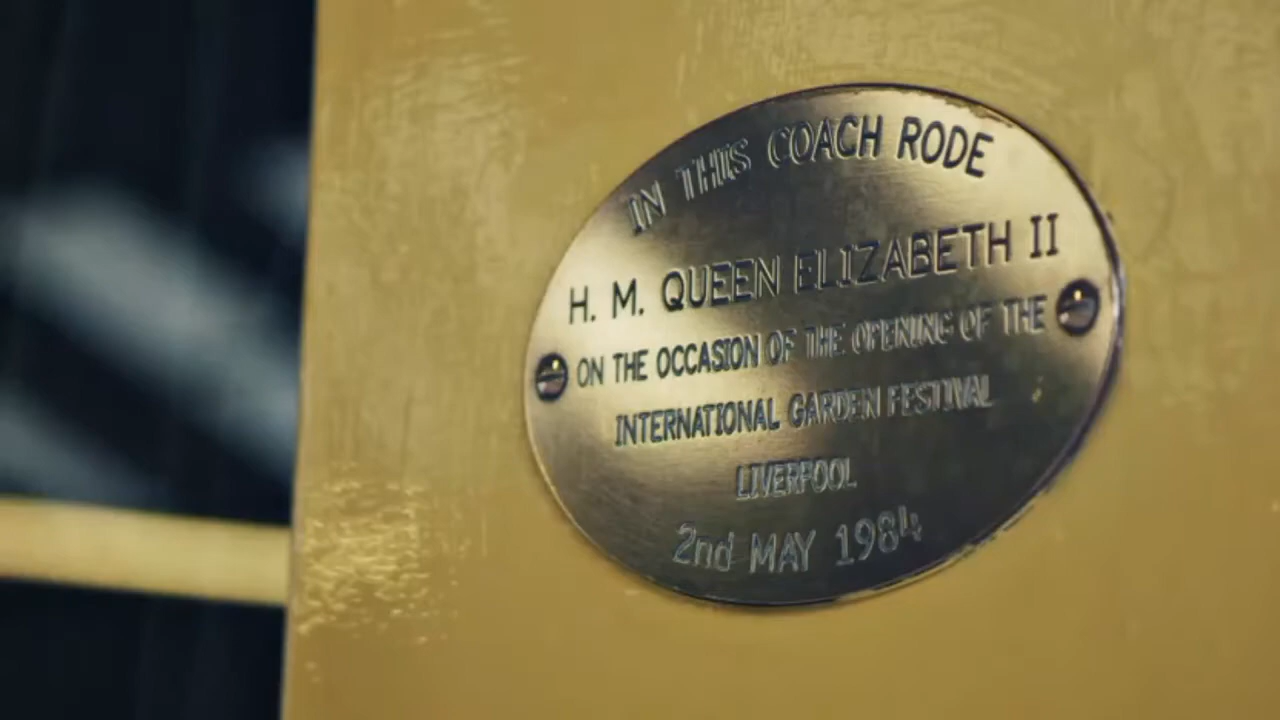 IN THIS COACH RODE
H. M. QUEEN ELIZABETH II
ON THE OCCASION OF THE OPENING OF THE
INTERNATIONAL GARDEN FESTIVAL
LIVERPOOL
2nd MAY 1984